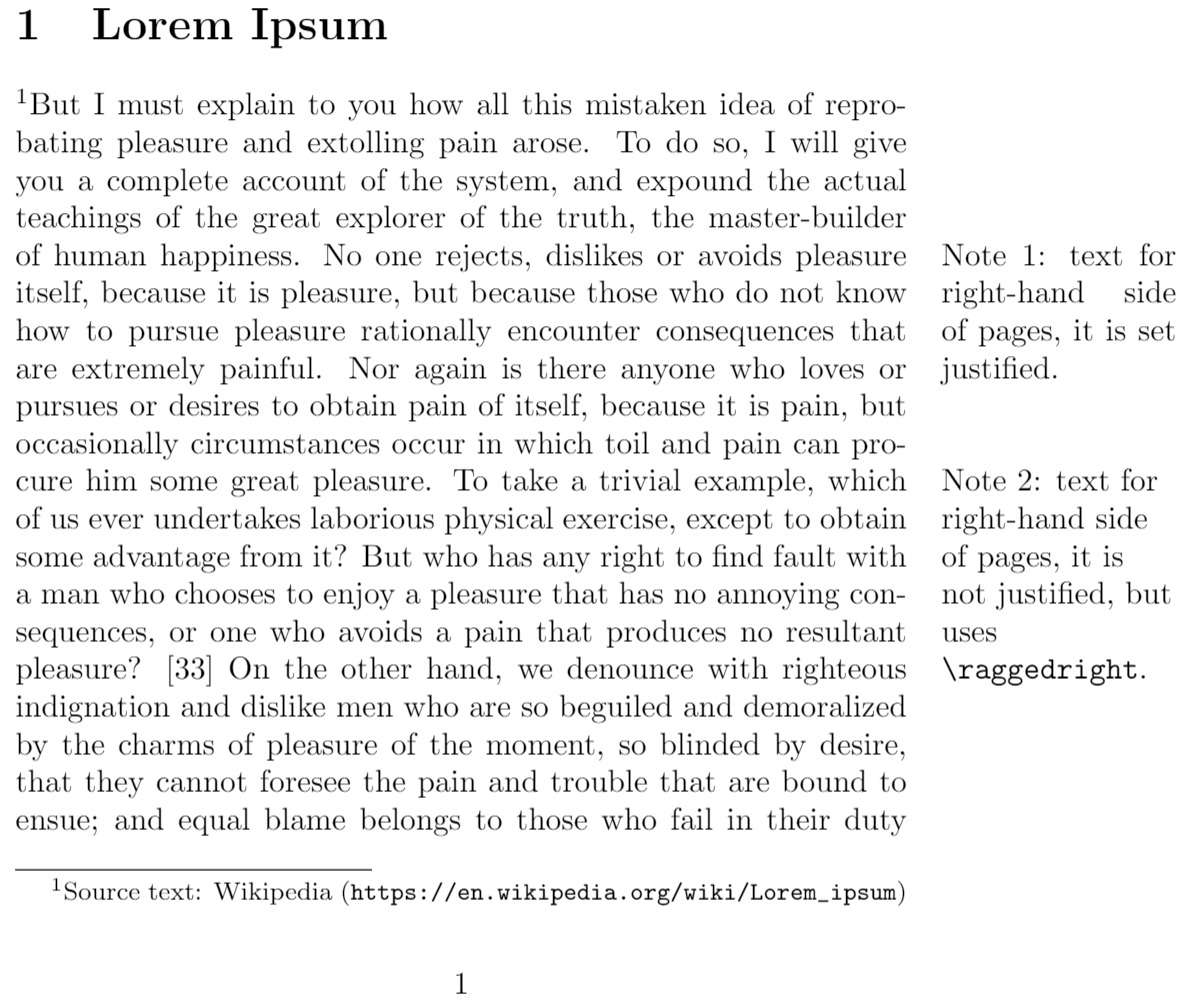 1 Lorem Ipsum
¹But I must explain to you how all this mistaken idea of repro-
bating pleasure and extolling pain arose. To do so, I will give
you a complete account of the system, and expound the actual
teachings of the great explorer of the truth, the master-builder
of human happiness. No one rejects, dislikes or avoids pleasure
itself, because it is pleasure, but because those who do not know
how to pursue pleasure rationally encounter consequences that
are extremely painful. Nor again is there anyone who loves or
pursues or desires to obtain pain of itself, because it is pain, but
occasionally circumstances occur in which toil and pain can pro-
cure him some great pleasure. To take a trivial example, which
of us ever undertakes laborious physical exercise, except to obtain
some advantage from it? But who has any right to find fault with
a man who chooses to enjoy a pleasure that has no annoying con-
sequences, or one who avoids a pain that produces no resultant
pleasure? [33] On the other hand, we denounce with righteous
indignation and dislike men who are so beguiled and demoralized
by the charms of pleasure of the moment, so blinded by desire,
that they cannot foresee the pain and trouble that are bound to
ensue; and equal blame belongs to those who fail in their duty
Note 1: text for
right-hand side
of pages, it is set
justified.
Note 2: text for
right-hand side
of pages, it is
not justified, but
uses
\raggedright.
¹Source text: Wikipedia (https://en.wikipedia.org/wiki/Lorem_ipsum)
1